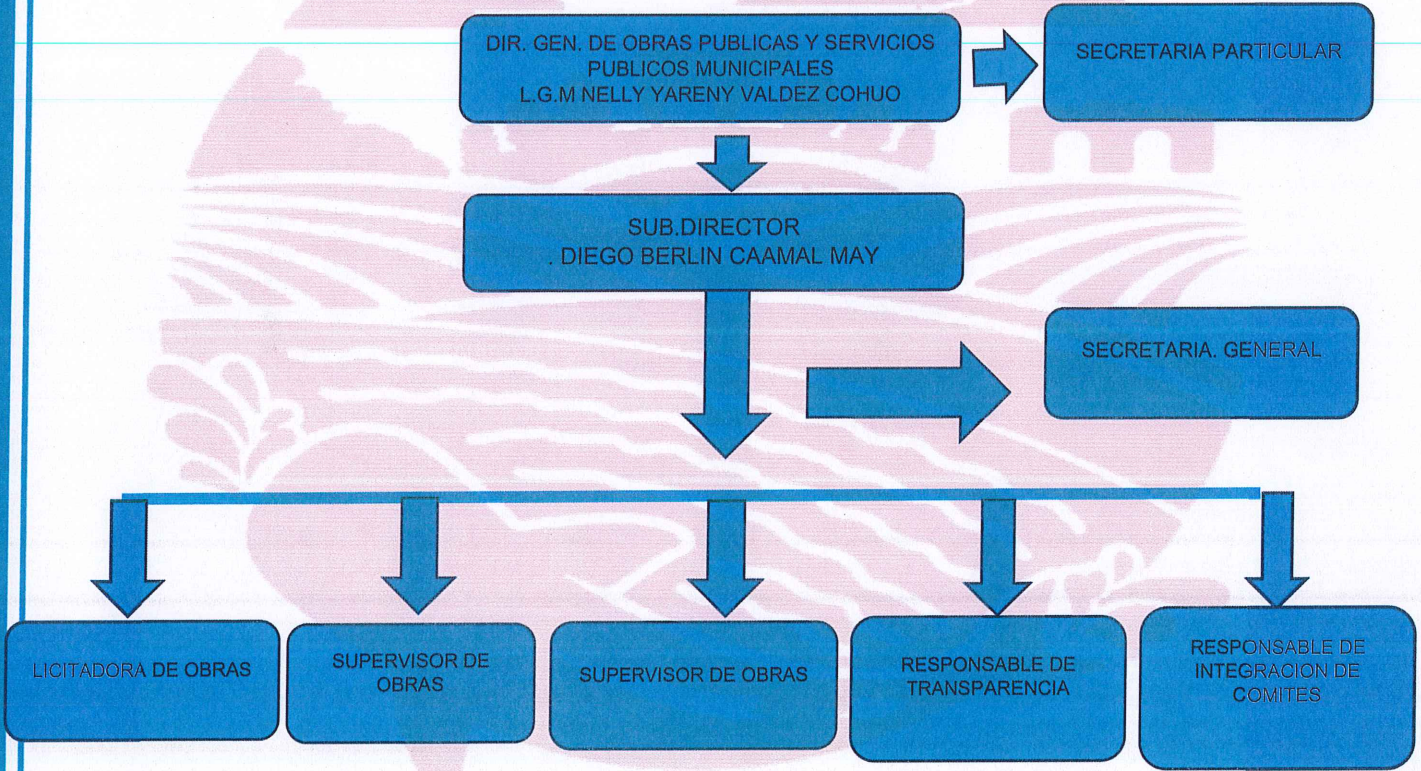 DIR. GEN. DE OBRAS PUBLICAS Y SERVICIOS
PUBLICOS MUNICIPALES
L.G.M NELLY YARENY VALDEZ COHUO
SECRETARIA PARTICULAR
SUB.DIRECTOR
. DIEGO BERLIN CAAMAL MAY
SECRETARIA. GENERAL
LICITADORA DE OBRAS
SUPERVISOR DE
OBRAS
SUPERVISOR DE OBRAS
RESPONSABLE DE
TRANSPARENCIA
RESPONSABLE DE
INTEGRACION DE
COMITES